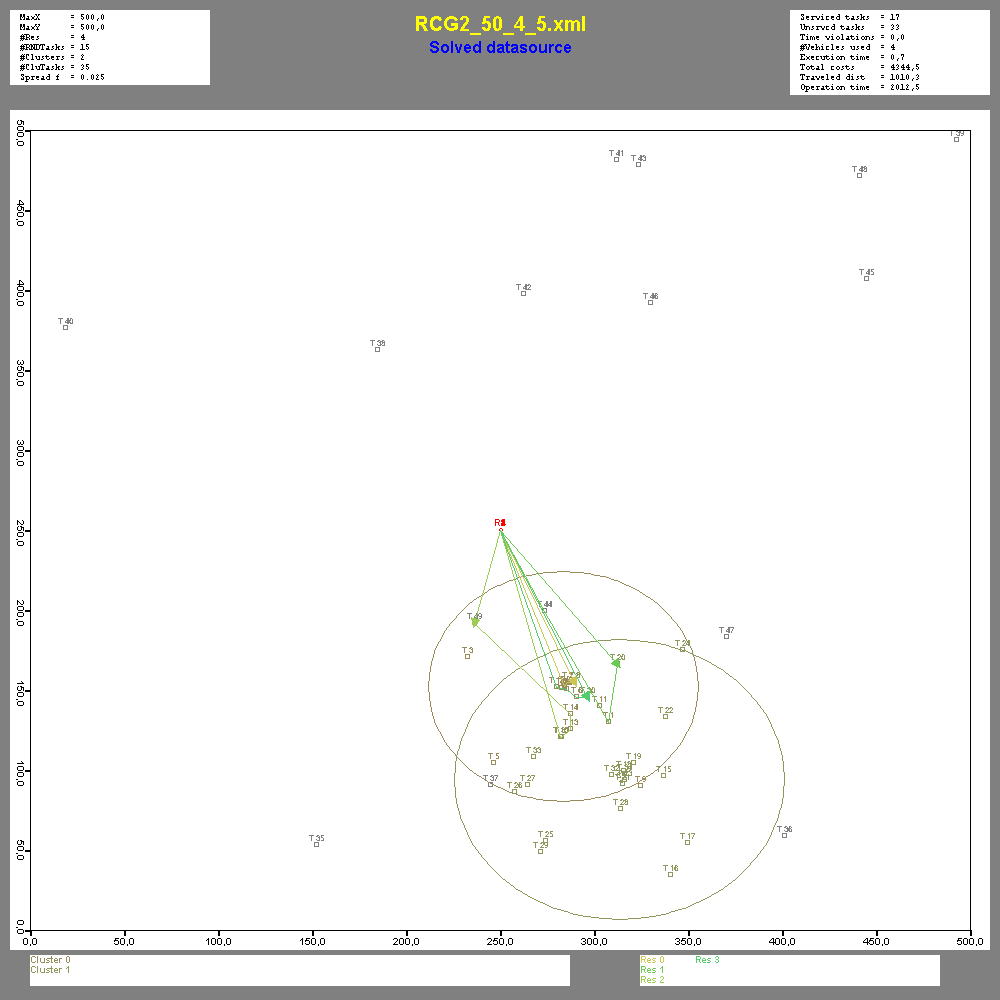 MaxX = 500,0
MaxY = 500,0
#Res = 4
#RNDTasks = 15
#Clusters = 2
#CluTasks = 35
Spread f = 0.025
RCG2_50_4_5.xml
Solved datasource
Serviced tasks = 17
Unsrvcd tasks = 33
Time violations = 0,0
#Vehicles used = 4
Execution time = 0,7
Total costs = 4344,5
Traveled dist = 1010,3
Operation time = 2012,5
500,0
450,0
400,0
350,0
300,0
250,0
200,0
150,0
100,0
50,0
0,0
T 39
T 41
T 43
T 48
T 45
T 42
T 46
T 40
T 38
T 44
T 49
T 47
T 3
T 24
T 20
T 11
T 14
T 1
T 22
T 13
T 33
T 5
T 19
T 32
T 15
T 37
T 27
T 26
T 9
T 28
T 25
T 29
T 17
T 36
T 35
T 16
0,0 50,0 100,0 150,0 200,0 250,0 300,0 350,0 400,0 450,0 500,0
Cluster 0
Cluster 1
Res 0 Res 3
Res 1
Res 2